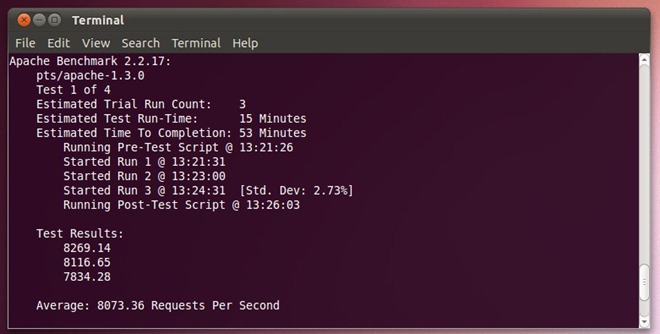 Terminal
File Edit View Search Terminal Help
Apache Benchmark 2.2.17:
pts/apache-1.3.0
Test 1 of 4
Estimated Trial Run Count: 3
Estimated Test Run-Time: 15 Minutes
Estimated Time To Completion: 53 Minutes
Running Pre-Test Script @ 13:21:26
Started Run 1 @ 13:21:31
Started Run 2 @ 13:23:00
Started Run 3 @ 13:24:31 [Std. Dev: 2.73%]
Running Post-Test Script @ 13:26:03
Test Results:
8269.14
8116.65
7834.28
Average: 8073.36 Requests Per Second